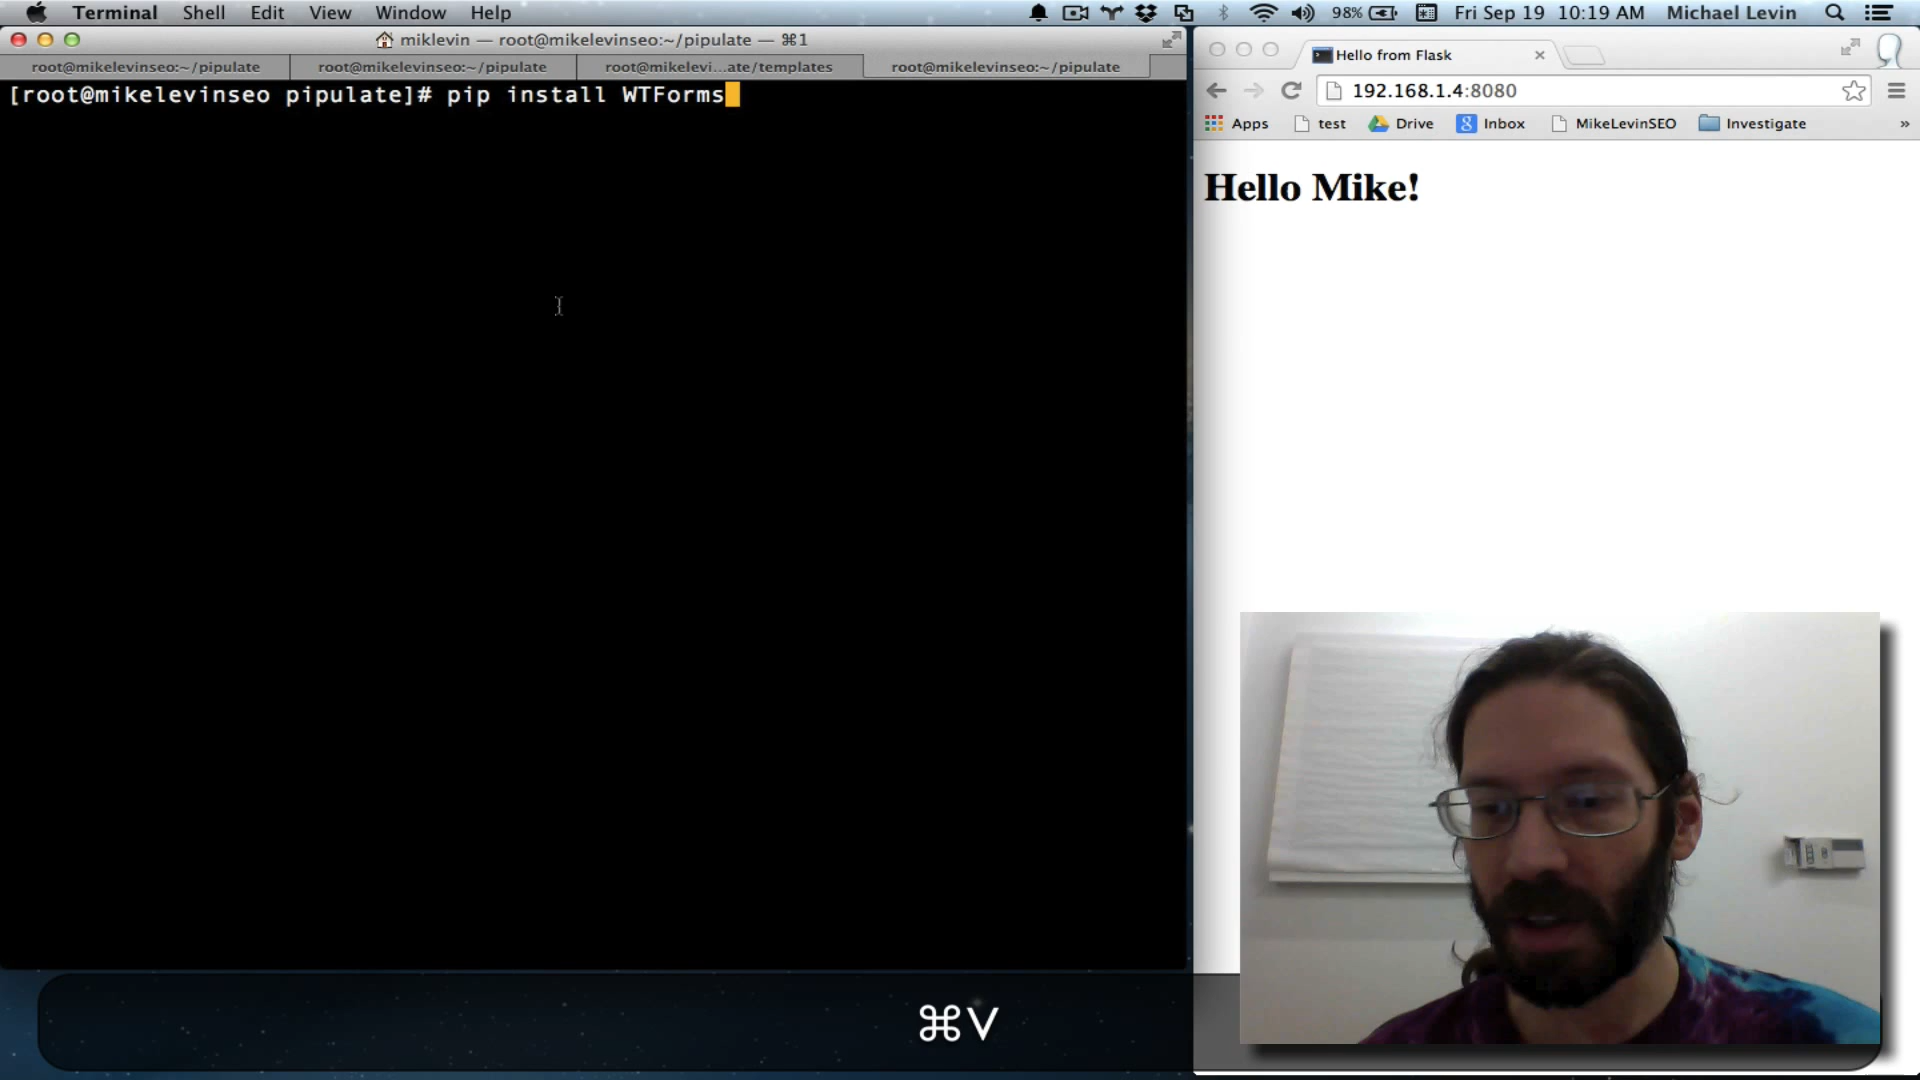 Terminal Shell Edit View Window Help 98% Fri Sep 19 10:19 AM Michael Levin
miklevin — root@mikelevinseo:~/pipulate — ⌘1
root@mikelevinseo:~/pipulate root@mikelevinseo:~/pipulate root@mikelevi...ate/templates root@mikelevinseo:~/pipulate
[root@mikelevinseo pipulate]# pip install WTForms
Hello from Flask
192.168.1.4:8080
Apps test Drive Inbox MikeLevinSEO Investigate »
Hello Mike!
⌘V